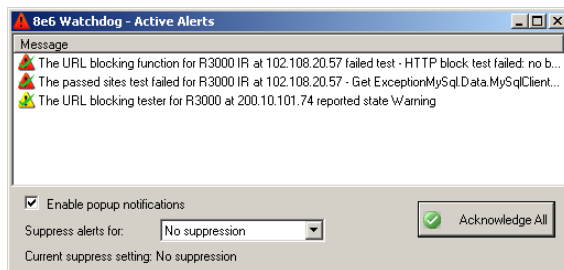 8e6 Watchdog - Active Alerts
Message
The URL blocking function for R3000 IR at 102.108.20.57 failed test - HTTP block test failed: no b...
The passed sites test failed for R3000 IR at 102.108.20.57 - Get ExceptionMySql.Data.MySqlClient...
The URL blocking tester for R3000 at 200.10.101.74 reported state Warning
Enable popup notifications
Suppress alerts for: No suppression
Acknowledge All
Current suppress setting: No suppression